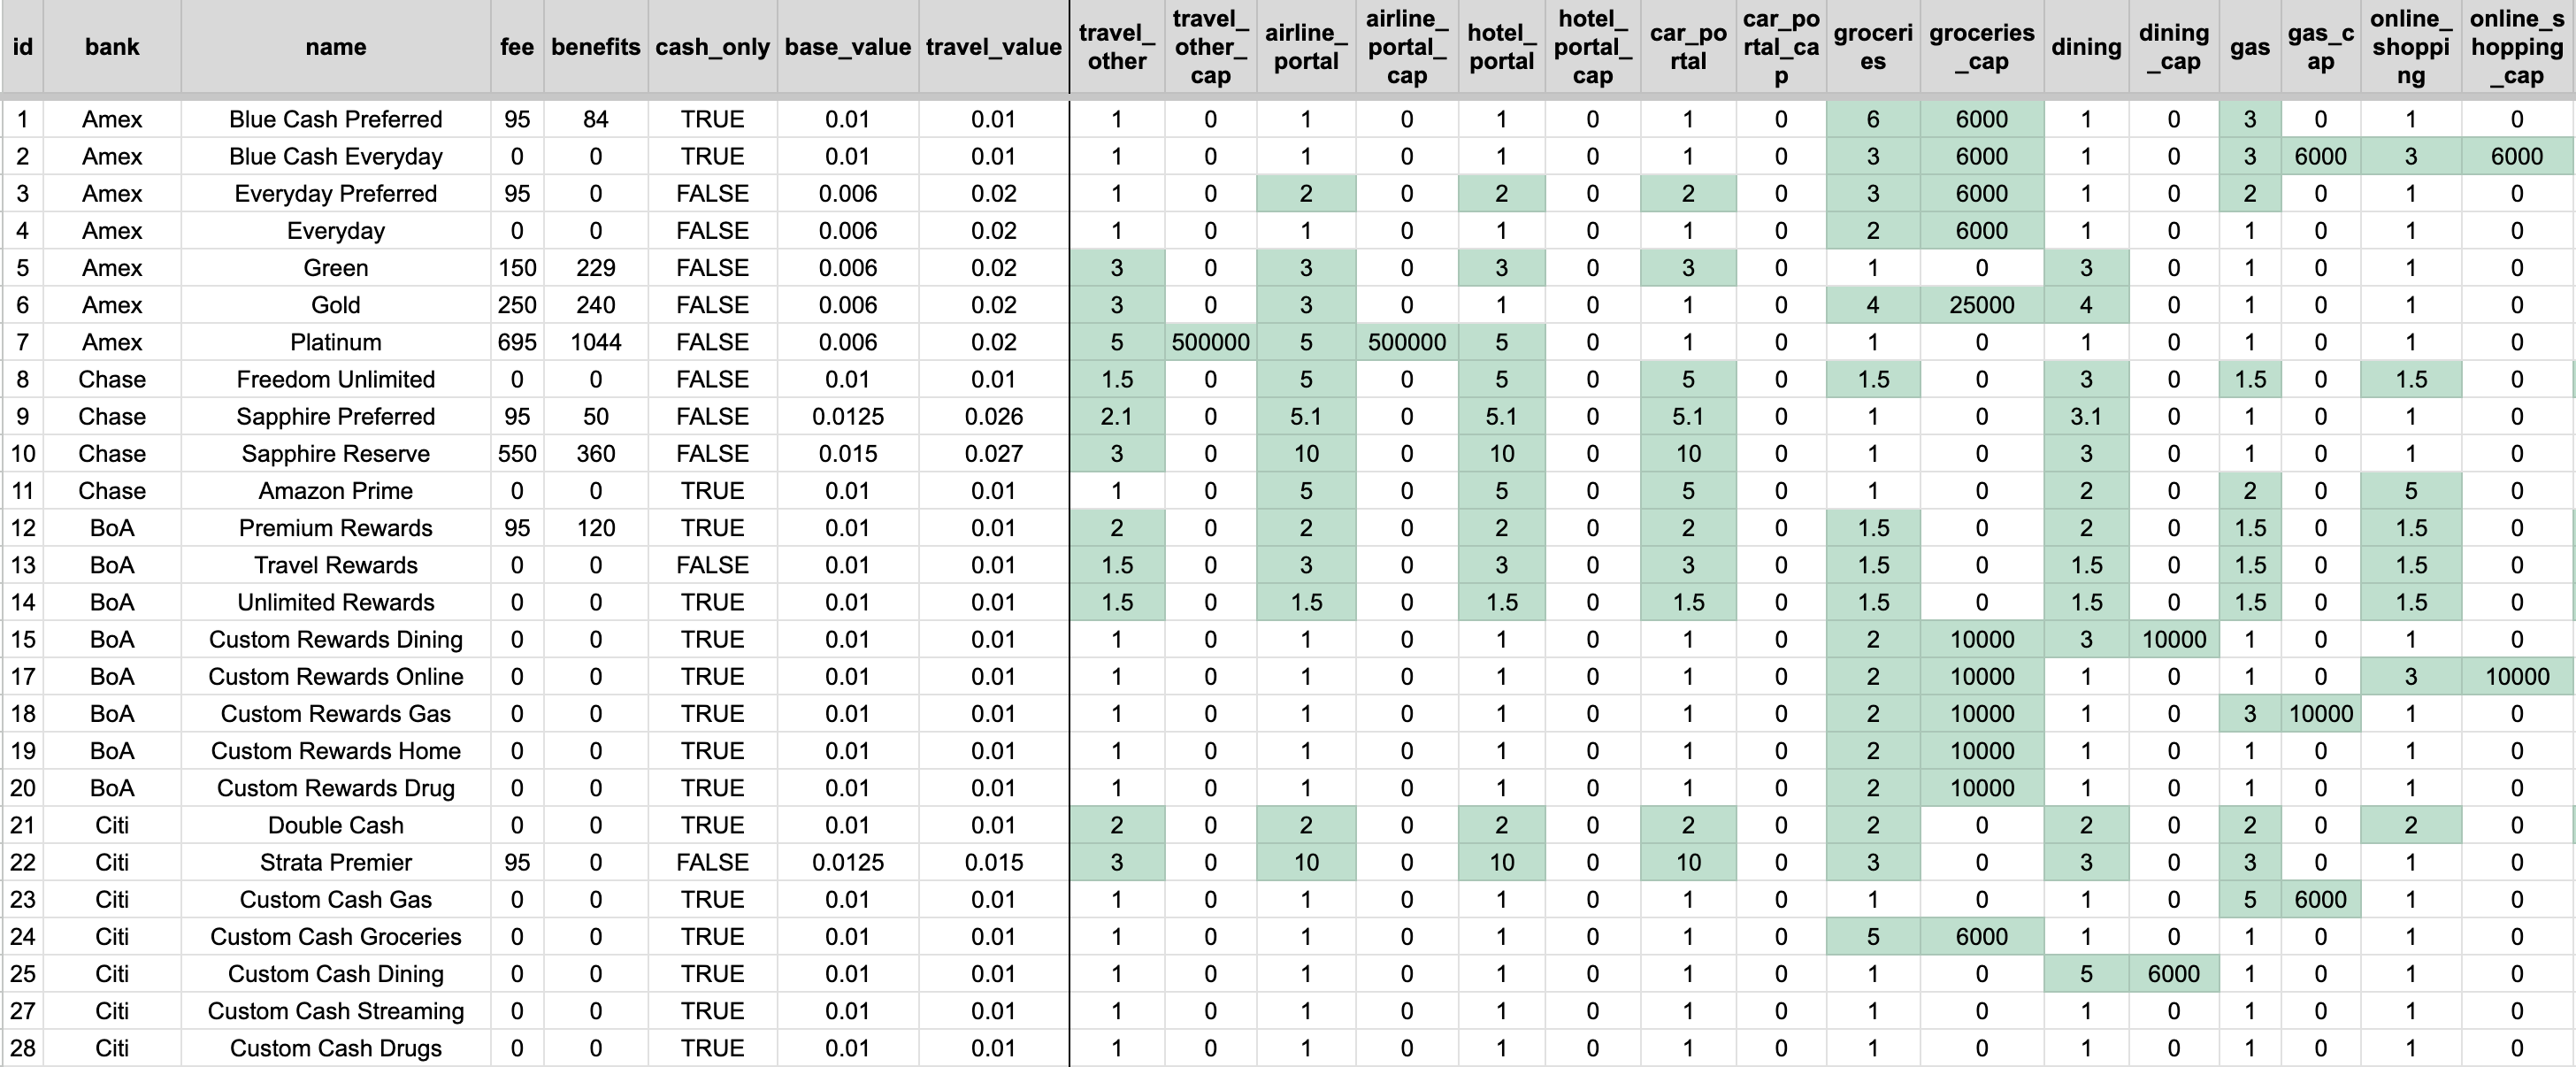 id bank name fee benefits cash_only base_value travel_value travel_other travel_other_cap airline_portal airline_portal_cap hotel_portal hotel_portal_cap car_portal car_portal_cap groceries groceries_cap dining dining_cap gas gas_cap online_shopping online_shopping_cap
1 Amex Blue Cash Preferred 95 84 TRUE 0.01 0.01 1 0 1 0 1 0 1 0 6 6000 1 0 3 0 1 0
2 Amex Blue Cash Everyday 0 0 TRUE 0.01 0.01 1 0 1 0 1 0 1 0 3 6000 1 0 3 6000 3 6000
3 Amex Everyday Preferred 95 0 FALSE 0.006 0.02 1 0 2 0 2 0 2 0 3 6000 1 0 2 0 1 0
4 Amex Everyday 0 0 FALSE 0.006 0.02 1 0 1 0 1 0 1 0 2 6000 1 0 1 0 1 0
5 Amex Green 150 229 FALSE 0.006 0.02 3 0 3 0 3 0 3 0 1 0 3 0 1 0 1 0
6 Amex Gold 250 240 FALSE 0.006 0.02 3 0 3 0 1 0 1 0 4 25000 4 0 1 0 1 0
7 Amex Platinum 695 1044 FALSE 0.006 0.02 5 500000 5 500000 5 0 1 0 1 0 1 0 1 0 1 0
8 Chase Freedom Unlimited 0 0 FALSE 0.01 0.01 1.5 0 5 0 5 0 5 0 1.5 0 3 0 1.5 0 1.5 0
9 Chase Sapphire Preferred 95 50 FALSE 0.0125 0.026 2.1 0 5.1 0 5.1 0 5.1 0 1 0 3.1 0 1 0 1 0
10 Chase Sapphire Reserve 550 360 FALSE 0.015 0.027 3 0 10 0 10 0 10 0 1 0 3 0 1 0 1 0
11 Chase Amazon Prime 0 0 TRUE 0.01 0.01 1 0 5 0 5 0 5 0 1 0 2 0 2 0 5 0
12 BoA Premium Rewards 95 120 TRUE 0.01 0.01 2 0 2 0 2 0 2 0 1.5 0 2 0 1.5 0 1.5 0
13 BoA Travel Rewards 0 0 FALSE 0.01 0.01 1.5 0 3 0 3 0 3 0 1.5 0 1.5 0 1.5 0 1.5 0
14 BoA Unlimited Rewards 0 0 TRUE 0.01 0.01 1.5 0 1.5 0 1.5 0 1.5 0 1.5 0 1.5 0 1.5 0 1.5 0
15 BoA Custom Rewards Dining 0 0 TRUE 0.01 0.01 1 0 1 0 1 0 1 0 2 10000 3 10000 1 0 1 0
17 BoA Custom Rewards Online 0 0 TRUE 0.01 0.01 1 0 1 0 1 0 1 0 2 10000 1 0 1 0 3 10000
18 BoA Custom Rewards Gas 0 0 TRUE 0.01 0.01 1 0 1 0 1 0 1 0 2 10000 1 0 3 10000 1 0
19 BoA Custom Rewards Home 0 0 TRUE 0.01 0.01 1 0 1 0 1 0 1 0 2 10000 1 0 1 0 1 0
20 BoA Custom Rewards Drug 0 0 TRUE 0.01 0.01 1 0 1 0 1 0 1 0 2 10000 1 0 1 0 1 0
21 Citi Double Cash 0 0 TRUE 0.01 0.01 2 0 2 0 2 0 2 0 2 0 2 0 2 0 2 0
22 Citi Strata Premier 95 0 FALSE 0.0125 0.015 3 0 10 0 10 0 10 0 3 0 3 0 3 0 1 0
23 Citi Custom Cash Gas 0 0 TRUE 0.01 0.01 1 0 1 0 1 0 1 0 1 0 1 0 5 6000 1 0
24 Citi Custom Cash Groceries 0 0 TRUE 0.01 0.01 1 0 1 0 1 0 1 0 5 6000 1 0 1 0 1 0
25 Citi Custom Cash Dining 0 0 TRUE 0.01 0.01 1 0 1 0 1 0 1 0 1 0 5 6000 1 0 1 0
27 Citi Custom Cash Streaming 0 0 TRUE 0.01 0.01 1 0 1 0 1 0 1 0 1 0 1 0 1 0 1 0
28 Citi Custom Cash Drugs 0 0 TRUE 0.01 0.01 1 0 1 0 1 0 1 0 1 0 1 0 1 0 1 0